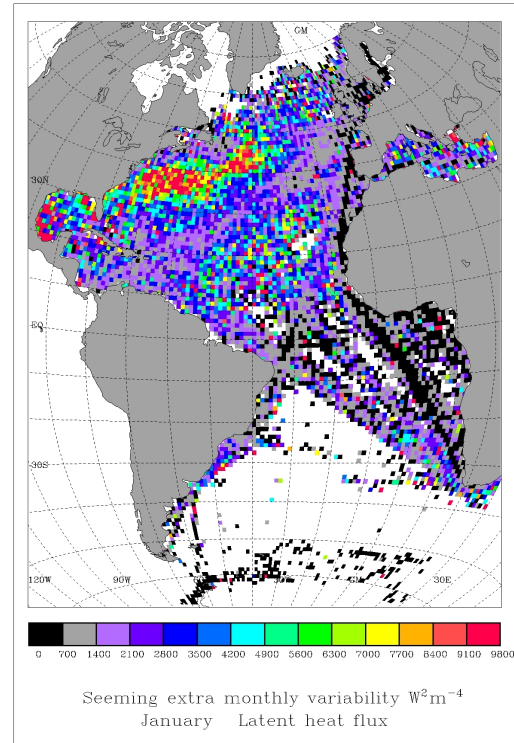 GM
30N
EQ
30S
120W 90W 30W GM 30E
0 700 1400 2100 2800 3500 4200 4900 5600 6300 7000 7700 8400 9100 9800
Seeming extra monthly variability W²m⁻⁴
January Latent heat flux